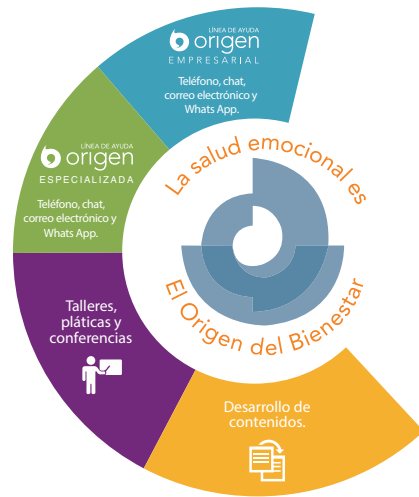 LÍNEA DE AYUDA
origen
EMPRESARIAL
Teléfono, chat,
correo electrónico y
Whats App.
LÍNEA DE AYUDA
origen
ESPECIALIZADA
Teléfono, chat,
correo electrónico y
Whats App.
La salud emocional es
El Origen del Bienestar
Talleres,
pláticas y
conferencias
Desarrollo de
contenidos.